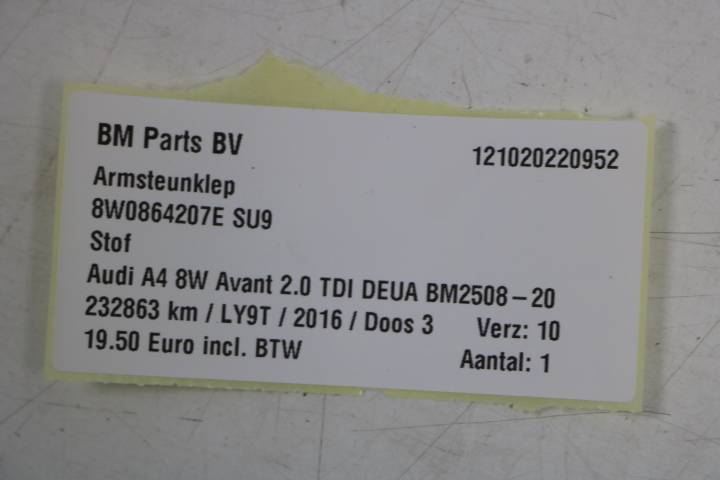 BM Parts BV
121020220952
Armsteunklep
8W0864207E SU9
Stof
Audi A4 8W Avant 2.0 TDI DEUA BM2508-20
232863 km / LY9T / 2016 / Doos 3 Verz: 10
19.50 Euro incl. BTW Aantal: 1